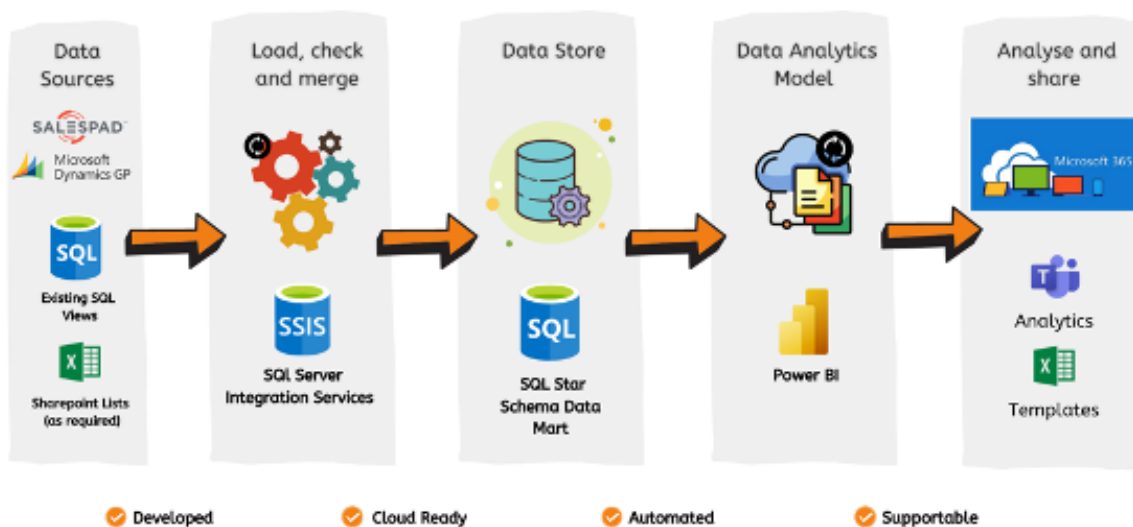 Data
Sources
SALESPAD
Microsoft
Dynamics GP
SQL
Existing SQL
Views
X
Sharepoint Lists
(as required)
Load, check
and merge
SSIS
SQl Server
Integration Services
Data Store
SQL
SQL Star
Schema Data
Mart
Data Analytics
Model
Power BI
Analyse and
share
Microsoft 365
T
Analytics
X
Templates
Developed
Cloud Ready
Automated
Supportable